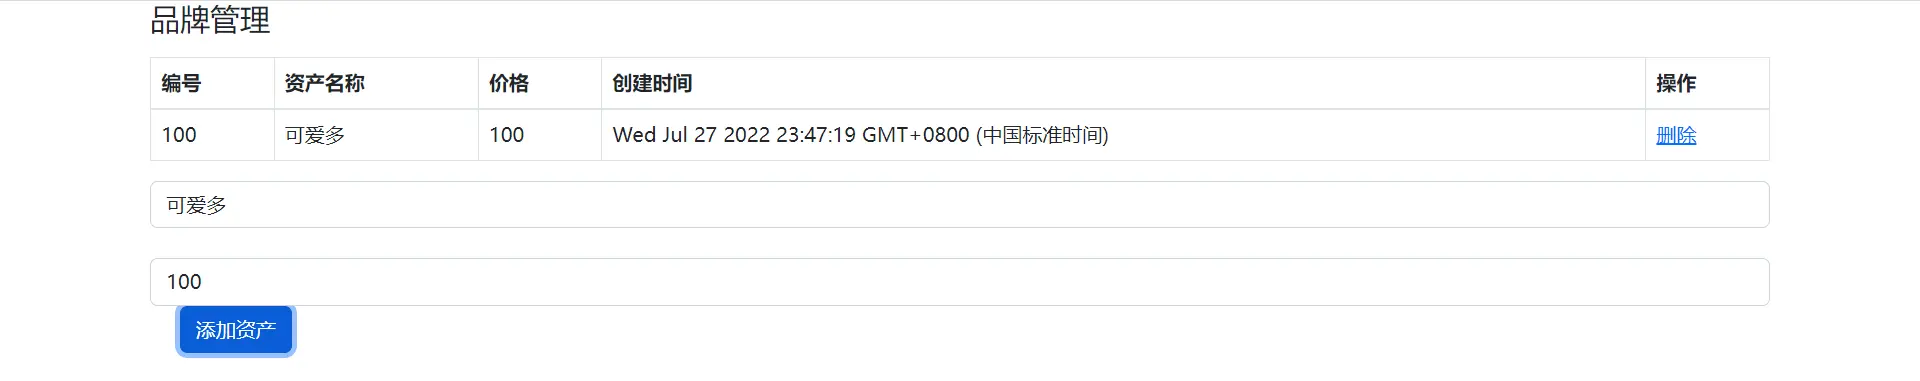 品牌管理
编号 资产名称 价格 创建时间 操作
100 可爱多 100 Wed Jul 27 2022 23:47:19 GMT+0800 (中国标准时间) 删除
可爱多
100
添加资产